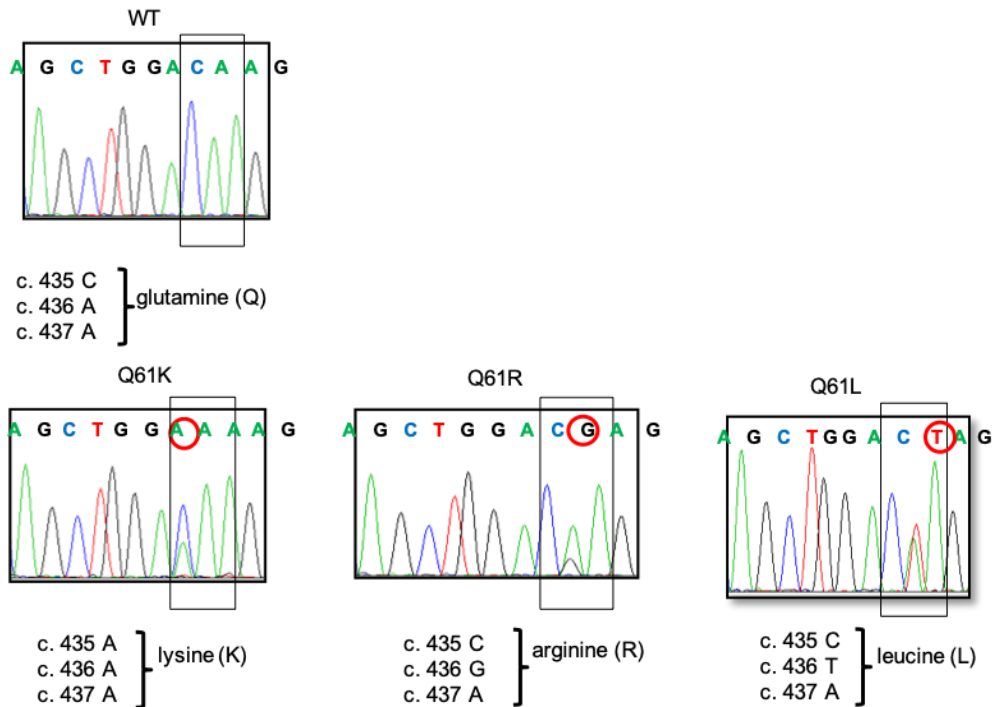 WT
A G C T G G A C A A G
c. 435 C
c. 436 A
c. 437 A
glutamine (Q)
Q61K
A G C T G G A A A A G
c. 435 A
c. 436 A
c. 437 A
lysine (K)
Q61R
A G C T G G A C G A G
c. 435 C
c. 436 G
c. 437 A
arginine (R)
Q61L
A G C T G G A C T A G
c. 435 C
c. 436 T
c. 437 A
leucine (L)